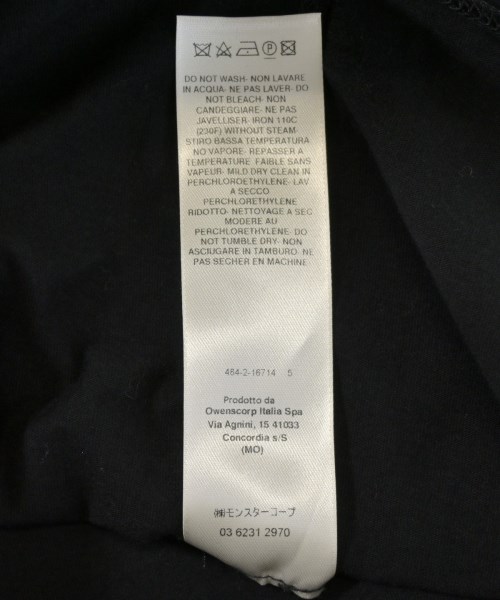 DO NOT WASH- NON LAVARE
IN ACQUA- NE PAS LAVER- DO
NOT BLEACH- NON
CANDEGGIARE- NE PAS
JAVELLISER- IRON 110C
(230F) WITHOUT STEAM-
STIRO BASSA TEMPERATURA
NO VAPORE- REPASSER A
TEMPERATURE FAIBLE SANS
VAPEUR- MILD DRY CLEAN IN
PERCHLOROETHYLENE- LAV
A SECCO
PERCHLORETHYLENE
RIDOTTO- NETTOYAGE A SEC
MODERE AU
PERCHLORETHYLENE- DO
NOT TUMBLE DRY- NON
ASCIUGARE IN TAMBURO- NE
PAS SECHER EN MACHINE
464-2-16714 5
Prodotto da
Owenscorp Italia Spa
Via Agnini, 15 41033
Concordia s/S
(MO)
㈱モンスターコープ
03 6231 2970